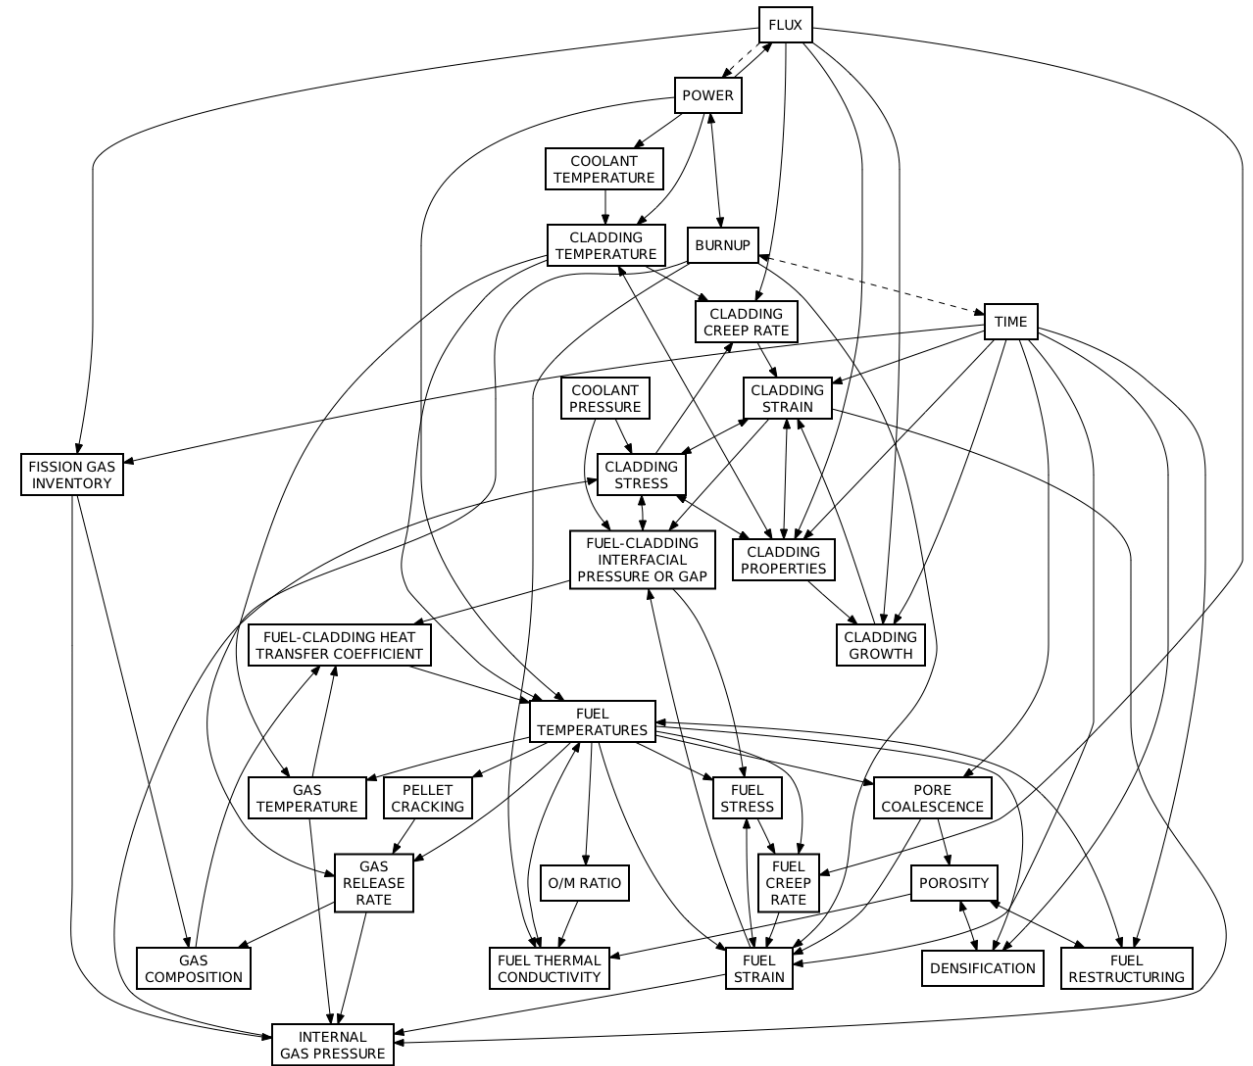 FLUX
POWER
COOLANT
TEMPERATURE
CLADDING
TEMPERATURE
BURNUP
CLADDING
CREEP RATE
TIME
COOLANT
PRESSURE
CLADDING
STRAIN
FISSION GAS
INVENTORY
CLADDING
STRESS
FUEL-CLADDING
INTERFACIAL
PRESSURE OR GAP
CLADDING
PROPERTIES
FUEL-CLADDING HEAT
TRANSFER COEFFICIENT
CLADDING
GROWTH
FUEL
TEMPERATURES
GAS
TEMPERATURE
PELLET
CRACKING
FUEL
STRESS
PORE
COALESCENCE
GAS
RELEASE
RATE
O/M RATIO
FUEL
CREEP
RATE
POROSITY
GAS
COMPOSITION
FUEL THERMAL
CONDUCTIVITY
FUEL
STRAIN
DENSIFICATION
FUEL
RESTRUCTURING
INTERNAL
GAS PRESSURE